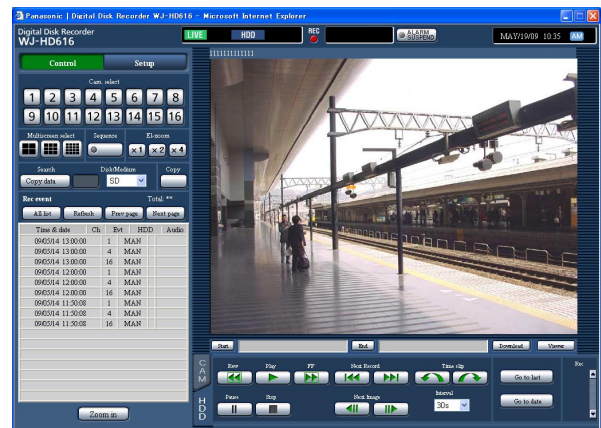 Panasonic | Digital Disk Recorder WJ-HD616 - Microsoft Internet Explorer
Digital Disk Recorder
WJ-HD616
LIVE HDD REC ALARM SUSPEND MAY/19/09 10:35 AM
Control Setup
1111111111111
Cam. select
1 2 3 4 5 6 7 8
9 10 11 12 13 14 15 16
Multiscreen select Sequence El-zoom
x1 x2 x4
Search Disk/Medium Copy
Copy data SD Copy
Rec event Total: **
All list Refresh Prev page Next page
Time & date Ch Evt HDD Audio
09/05/14 13:00:00 1 MAN
09/05/14 13:00:00 4 MAN
09/05/14 13:00:00 16 MAN
09/05/14 12:00:00 1 MAN
09/05/14 12:00:00 4 MAN
09/05/14 12:00:00 16 MAN
09/05/14 11:50:08 1 MAN
09/05/14 11:50:08 4 MAN
09/05/14 11:50:08 16 MAN
Zoom in
Start End Download Viewer
CAM
HDD
Rev Play FF Next Record Time slip Rec
Go to last
Pause Stop Next Image Interval
30s Go to date